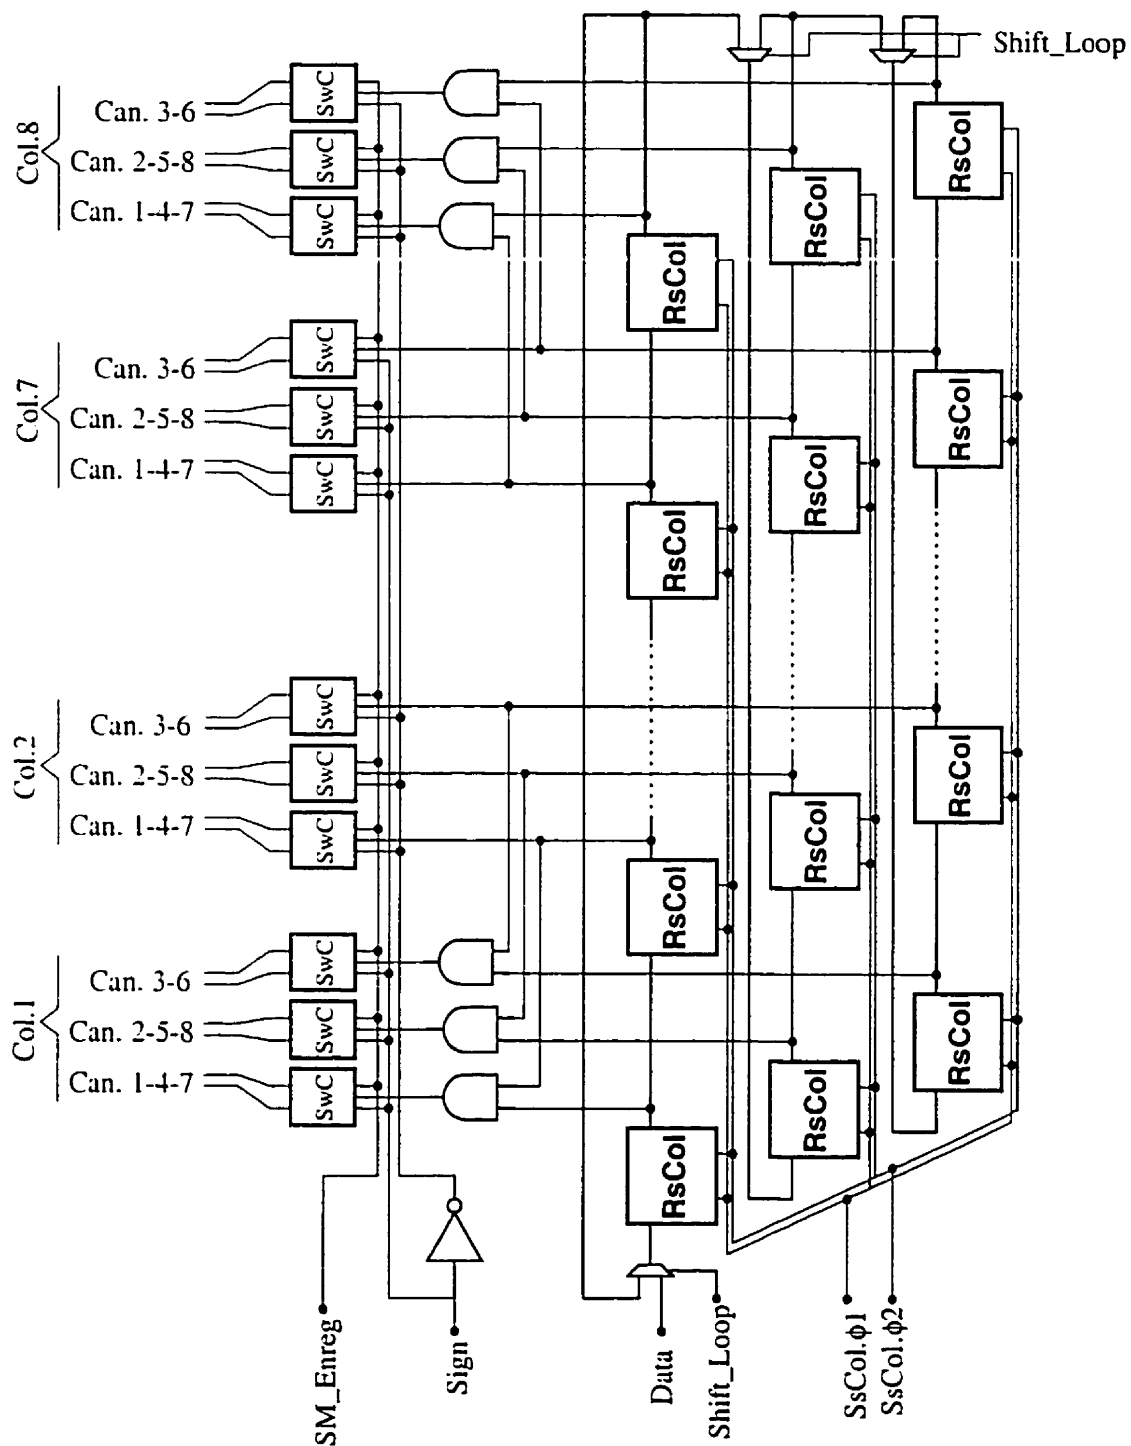 Shift_Loop
Col.8
Can. 3-6
SwC
Can. 2-5-8
SwC
Can. 1-4-7
SwC
RsCol
RsCol
RsCol
Col.7
Can. 3-6
SwC
Can. 2-5-8
SwC
Can. 1-4-7
SwC
RsCol
RsCol
RsCol
Col.2
Can. 3-6
SwC
Can. 2-5-8
SwC
Can. 1-4-7
SwC
RsCol
RsCol
RsCol
Col.1
Can. 3-6
SwC
Can. 2-5-8
SwC
Can. 1-4-7
SwC
RsCol
RsCol
RsCol
SM_Enreg
Sign
Data
Shift_Loop
SsCol.ϕ1
SsCol.ϕ2